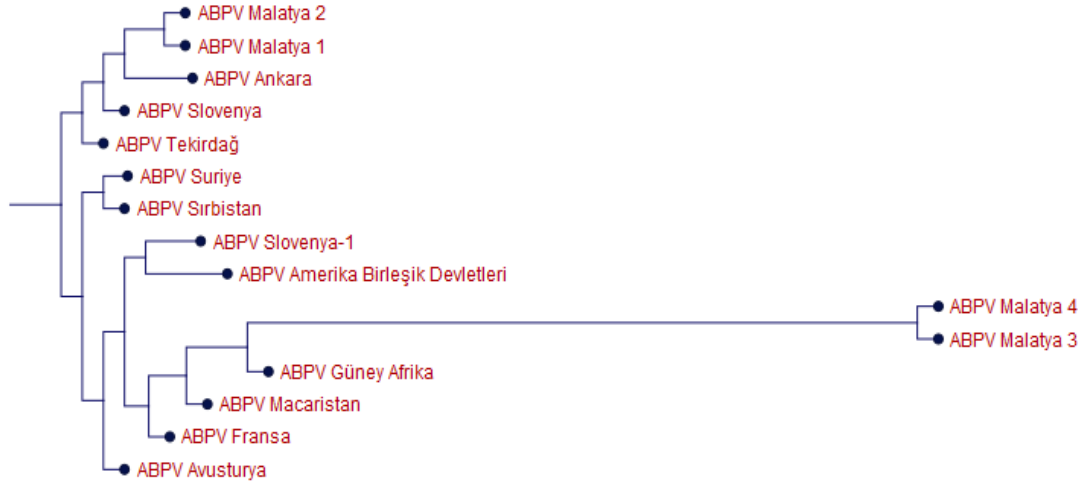 ABPV Malatya 2
ABPV Malatya 1
ABPV Ankara
ABPV Slovenya
ABPV Tekirdağ
ABPV Suriye
ABPV Sırbistan
ABPV Slovenya-1
ABPV Amerika Birleşik Devletleri
ABPV Malatya 4
ABPV Malatya 3
ABPV Güney Afrika
ABPV Macaristan
ABPV Fransa
ABPV Avusturya